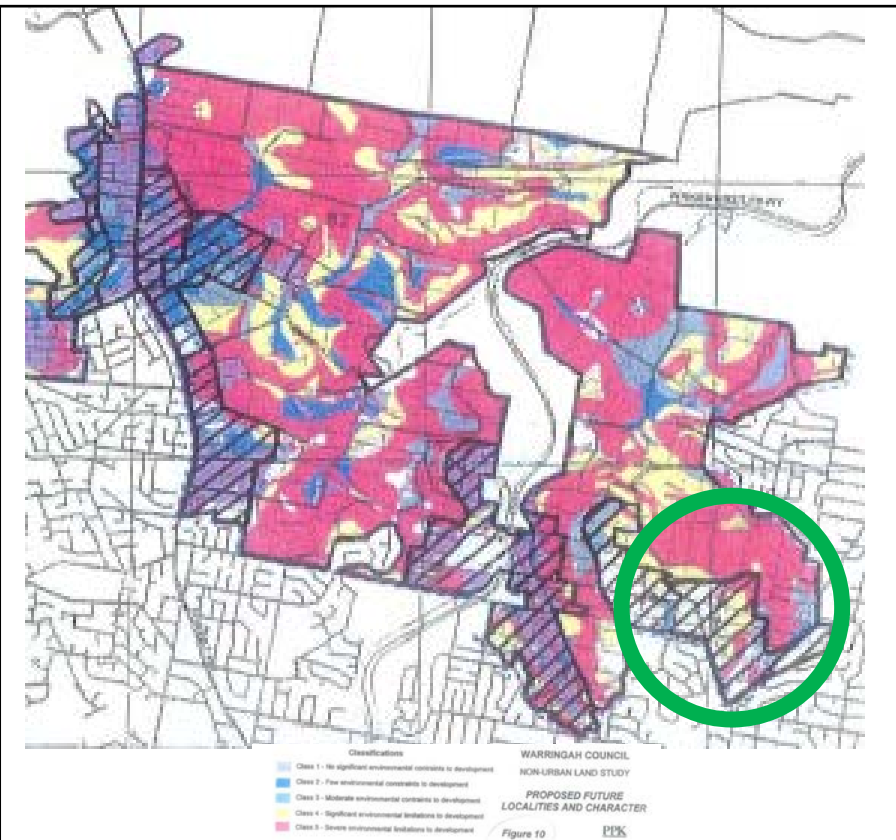 Classifications
Class 1 - No significant environmental contraints to development
Class 2 - Few environmental constraints to development
Class 3 - Moderate environmental contraints to development
Class 4 - Significant environmental limitations to development
Class 5 - Severe environmental limitations to development
WARRINGAH COUNCIL
NON-URBAN LAND STUDY
PROPOSED FUTURE
LOCALITIES AND CHARACTER
Figure 10
PPK